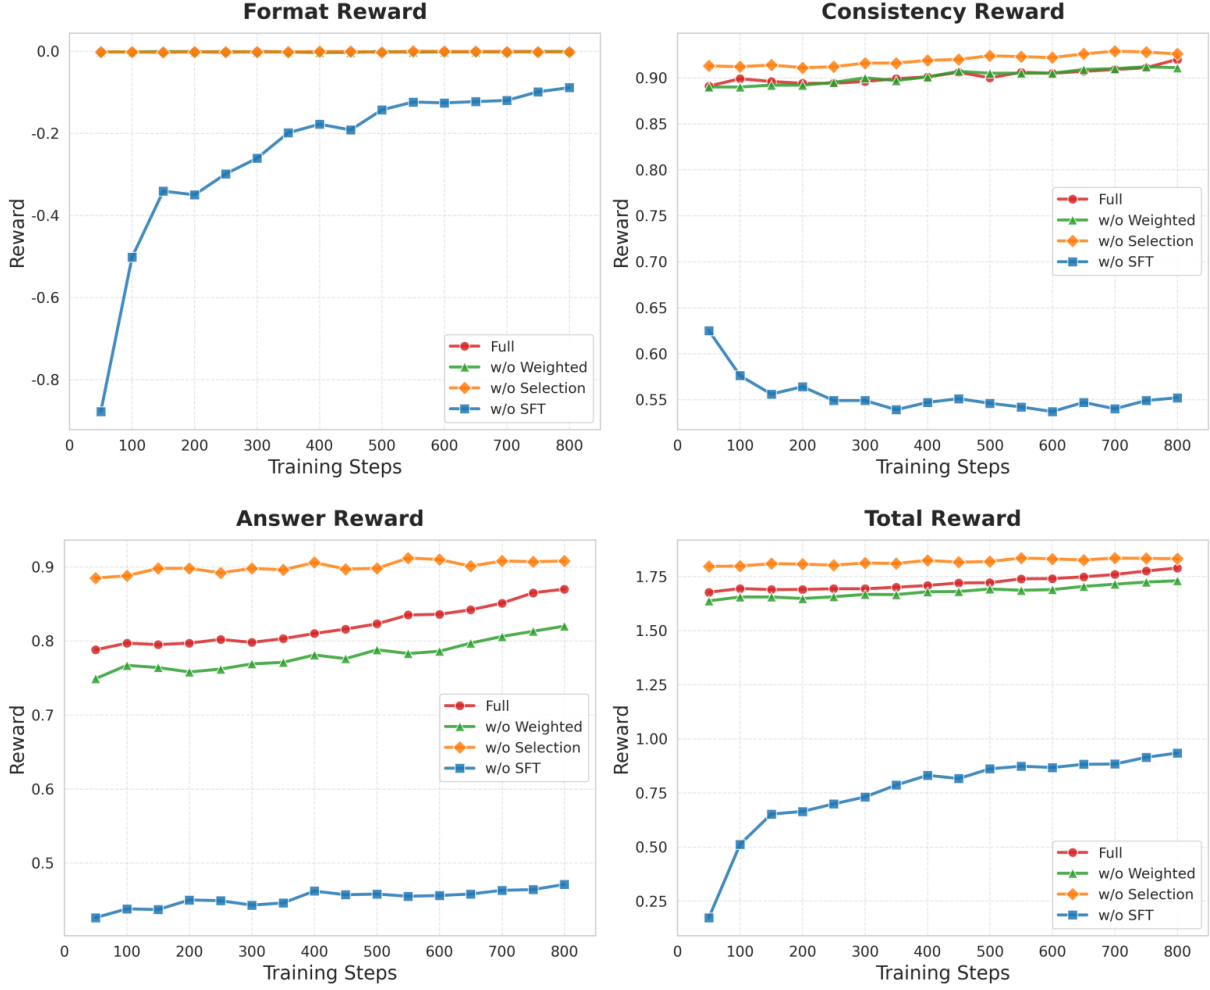 Format Reward
0.0
-0.2
-0.4
-0.6
-0.8
Reward
0 100 200 300 400 500 600 700 800
Training Steps
Full
w/o Weighted
w/o Selection
w/o SFT
Consistency Reward
0.90
0.85
0.80
0.75
0.70
0.65
0.60
0.55
Reward
0 100 200 300 400 500 600 700 800
Training Steps
Full
w/o Weighted
w/o Selection
w/o SFT
Answer Reward
0.9
0.8
0.7
0.6
0.5
Reward
0 100 200 300 400 500 600 700 800
Training Steps
Full
w/o Weighted
w/o Selection
w/o SFT
Total Reward
1.75
1.50
1.25
1.00
0.75
0.50
0.25
Reward
0 100 200 300 400 500 600 700 800
Training Steps
Full
w/o Weighted
w/o Selection
w/o SFT